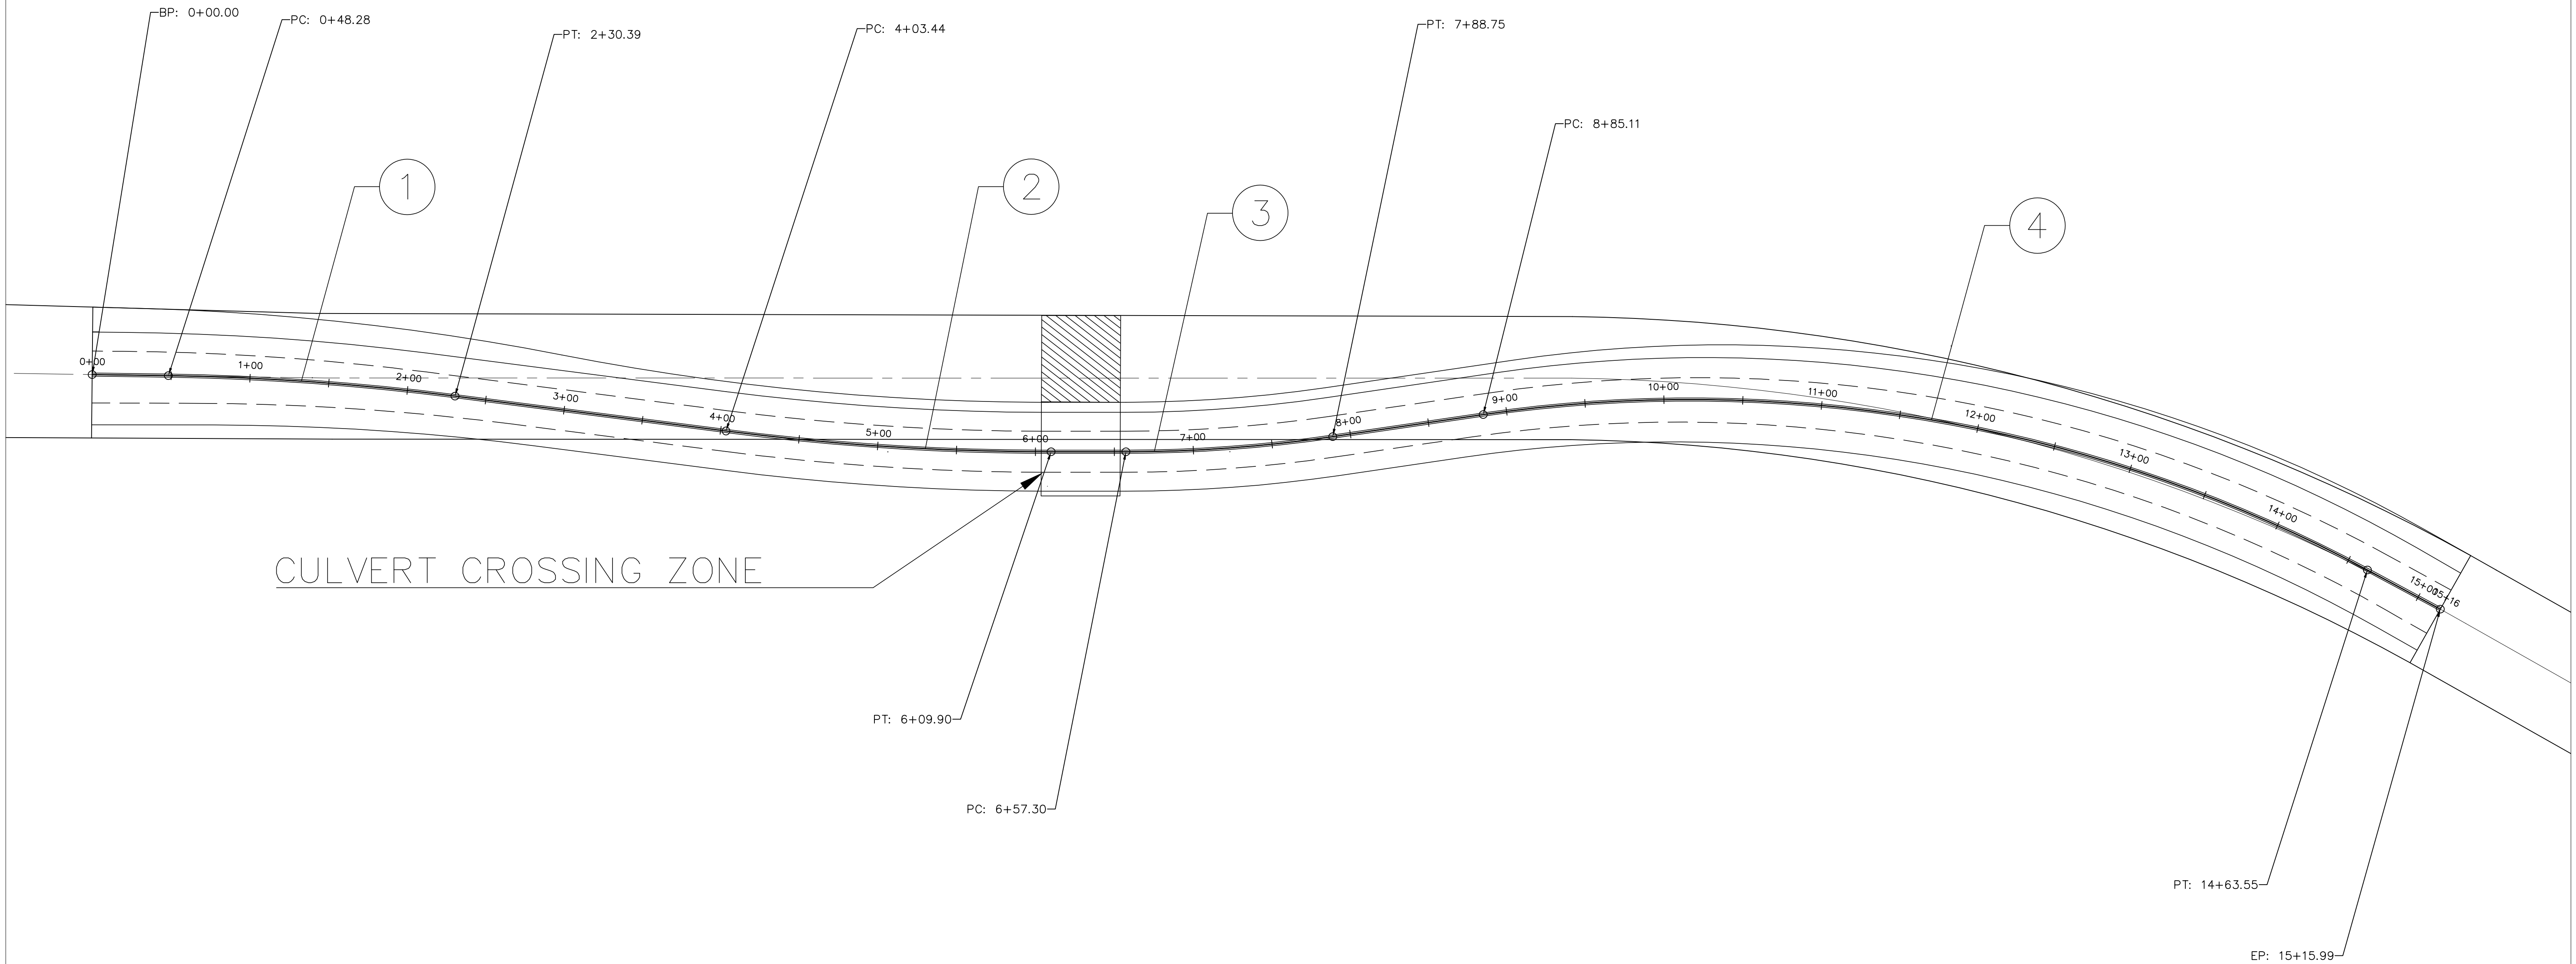 BP: 0+00.00
PC: 0+48.28
PT: 2+30.39
PC: 4+03.44
PT: 7+88.75
PC: 8+85.11
1
2
3
4
0+00
1+00
2+00
3+00
4+00
5+00
6+00
7+00
8+00
9+00
10+00
11+00
12+00
13+00
14+00
15+00
15+16
CULVERT CROSSING ZONE
PT: 6+09.90
PC: 6+57.30
PT: 14+63.55
EP: 15+15.99